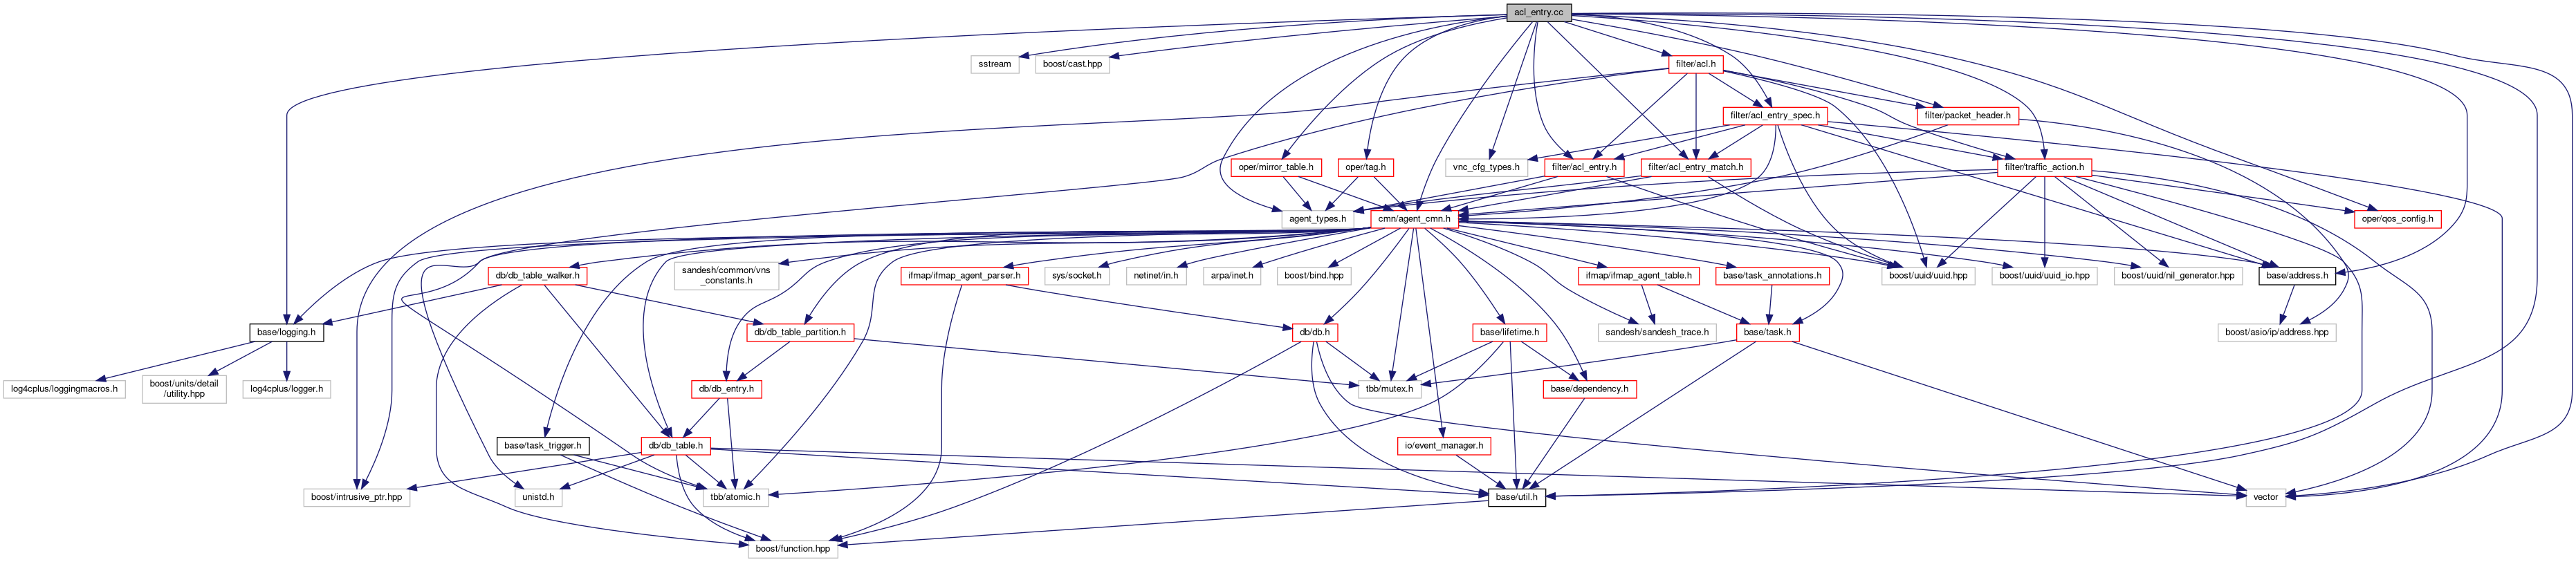 acl_entry.cc
sstream
boost/cast.hpp
filter/acl.h
filter/acl_entry_spec.h
filter/packet_header.h
oper/mirror_table.h
oper/tag.h
vnc_cfg_types.h
filter/acl_entry.h
filter/acl_entry_match.h
filter/traffic_action.h
agent_types.h
cmn/agent_cmn.h
oper/qos_config.h
db/db_table_walker.h
sandesh/common/vns
_constants.h
ifmap/ifmap_agent_parser.h
sys/socket.h
netinet/in.h
arpa/inet.h
boost/bind.hpp
ifmap/ifmap_agent_table.h
base/task_annotations.h
boost/uuid/uuid.hpp
boost/uuid/uuid_io.hpp
boost/uuid/nil_generator.hpp
base/address.h
base/logging.h
db/db_table_partition.h
db/db.h
base/lifetime.h
sandesh/sandesh_trace.h
base/task.h
boost/asio/ip/address.hpp
log4cplus/loggingmacros.h
boost/units/detail
/utility.hpp
log4cplus/logger.h
db/db_entry.h
tbb/mutex.h
base/dependency.h
base/task_trigger.h
db/db_table.h
io/event_manager.h
boost/intrusive_ptr.hpp
unistd.h
tbb/atomic.h
base/util.h
vector
boost/function.hpp